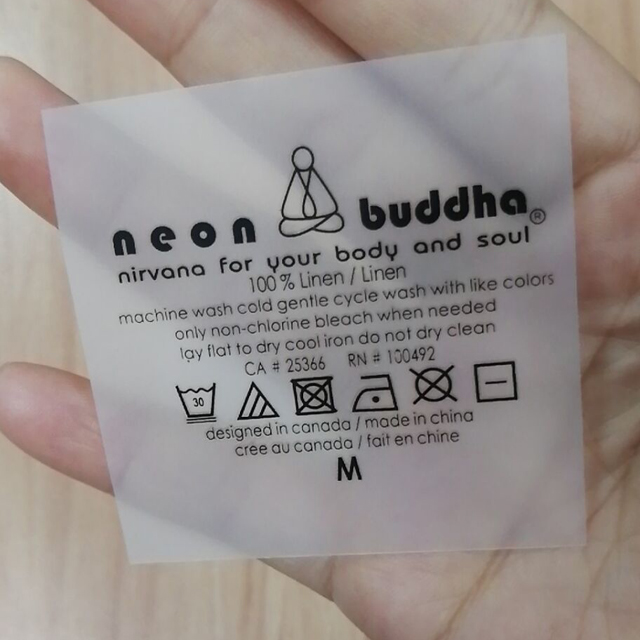 neon buddha®
nirvana for your body and soul
100% Linen / Linen
machine wash cold gentle cycle wash with like colors
only non-chlorine bleach when needed
lay flat to dry cool iron do not dry clean
CA # 25366 RN # 100492
30
designed in canada / made in china
cree au canada / fait en chine
M